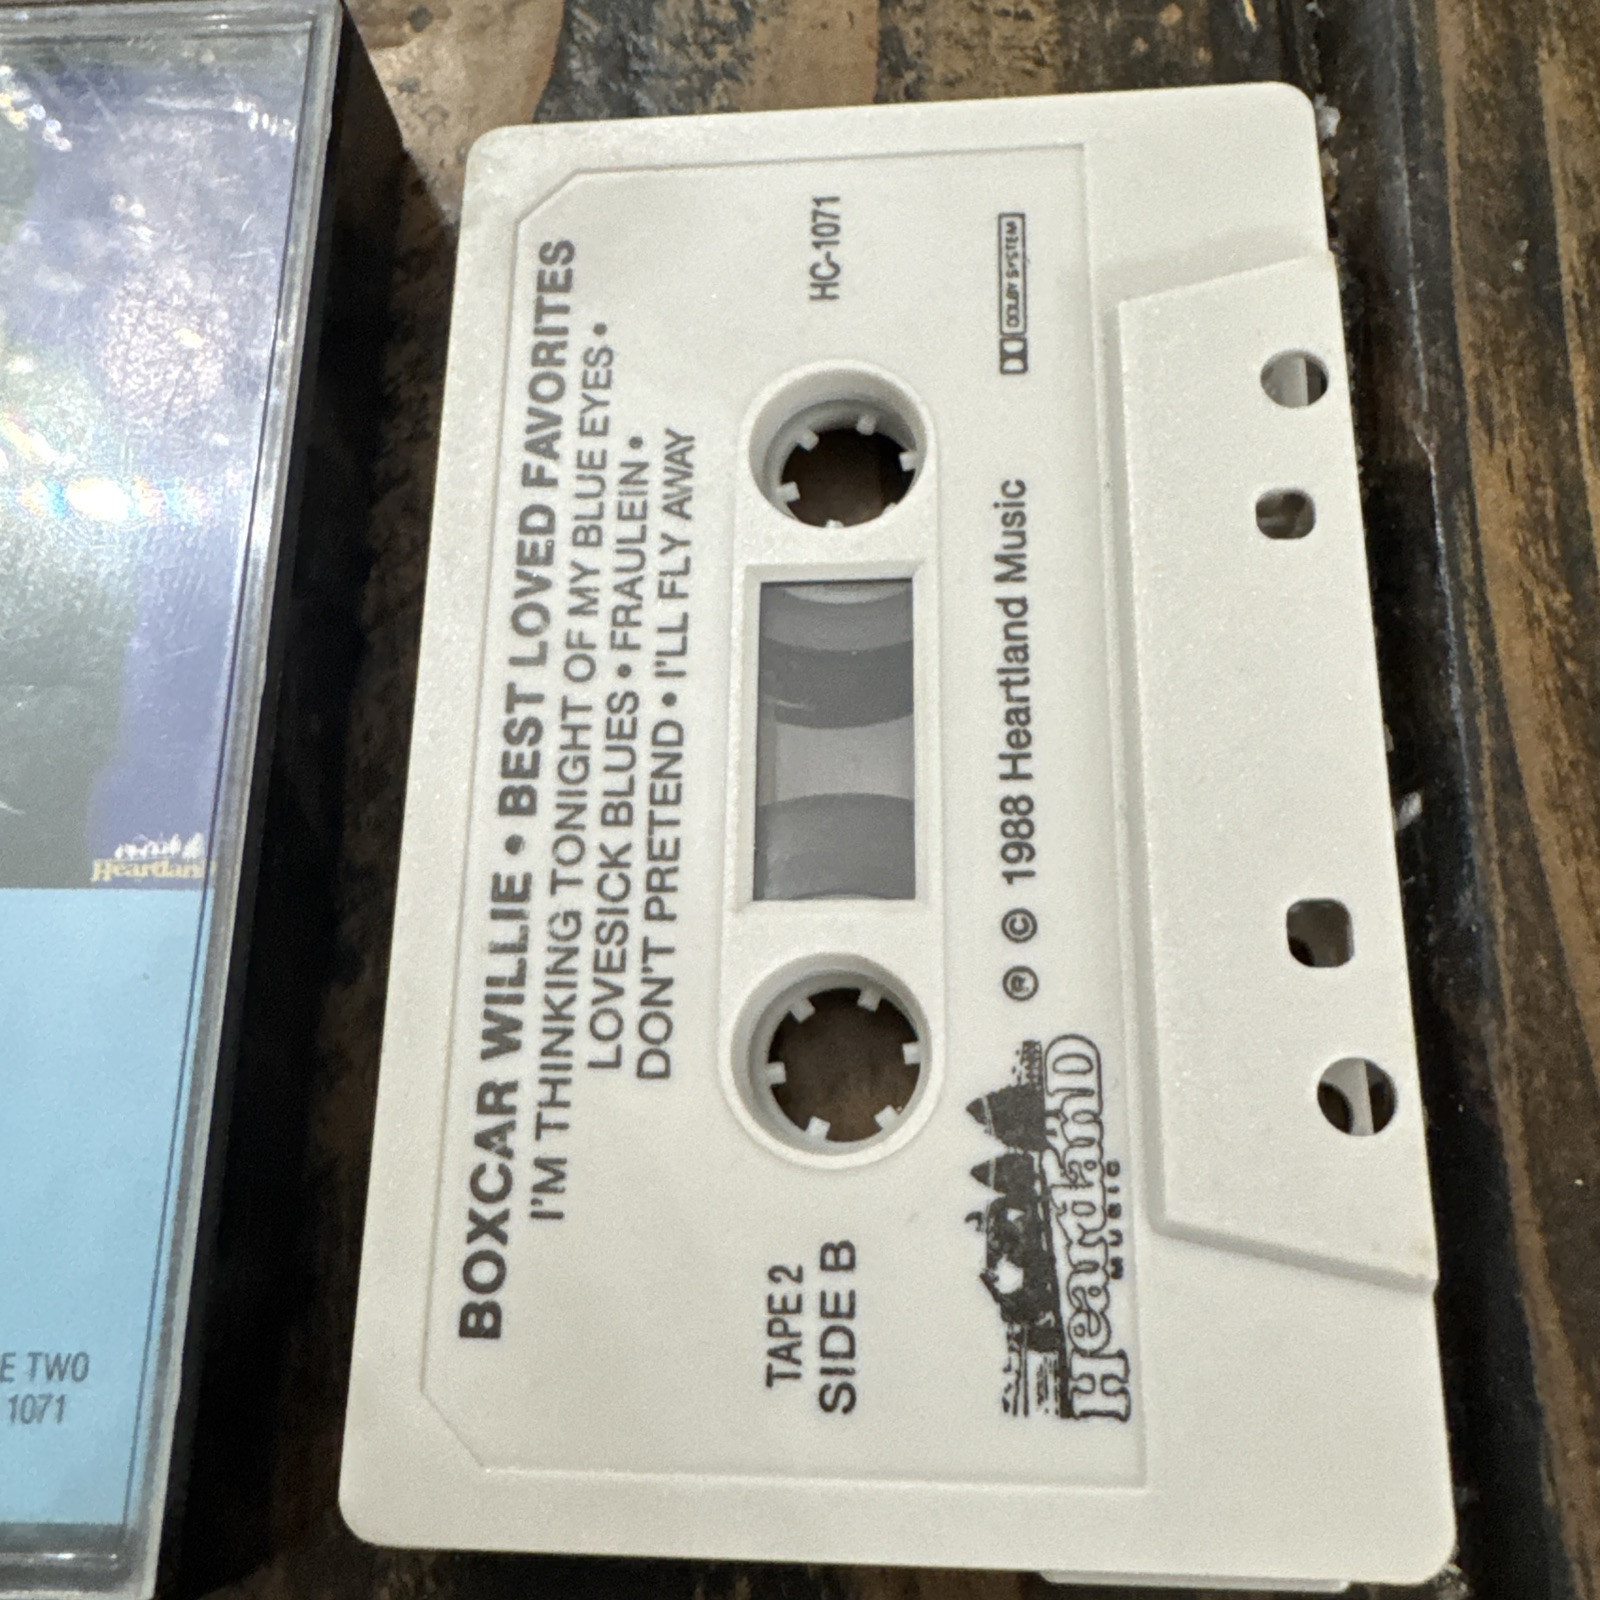 BOXCAR WILLIE • BEST LOVED FAVORITES
I'M THINKING TONIGHT OF MY BLUE EYES •
LOVESICK BLUES • FRAULEIN •
DON'T PRETEND • I'LL FLY AWAY
HC-1071
TAPE 2
SIDE B
DOLBY SYSTEM
Heartland
MUSIC
® © 1988 Heartland Music
Heartland
E TWO
1071